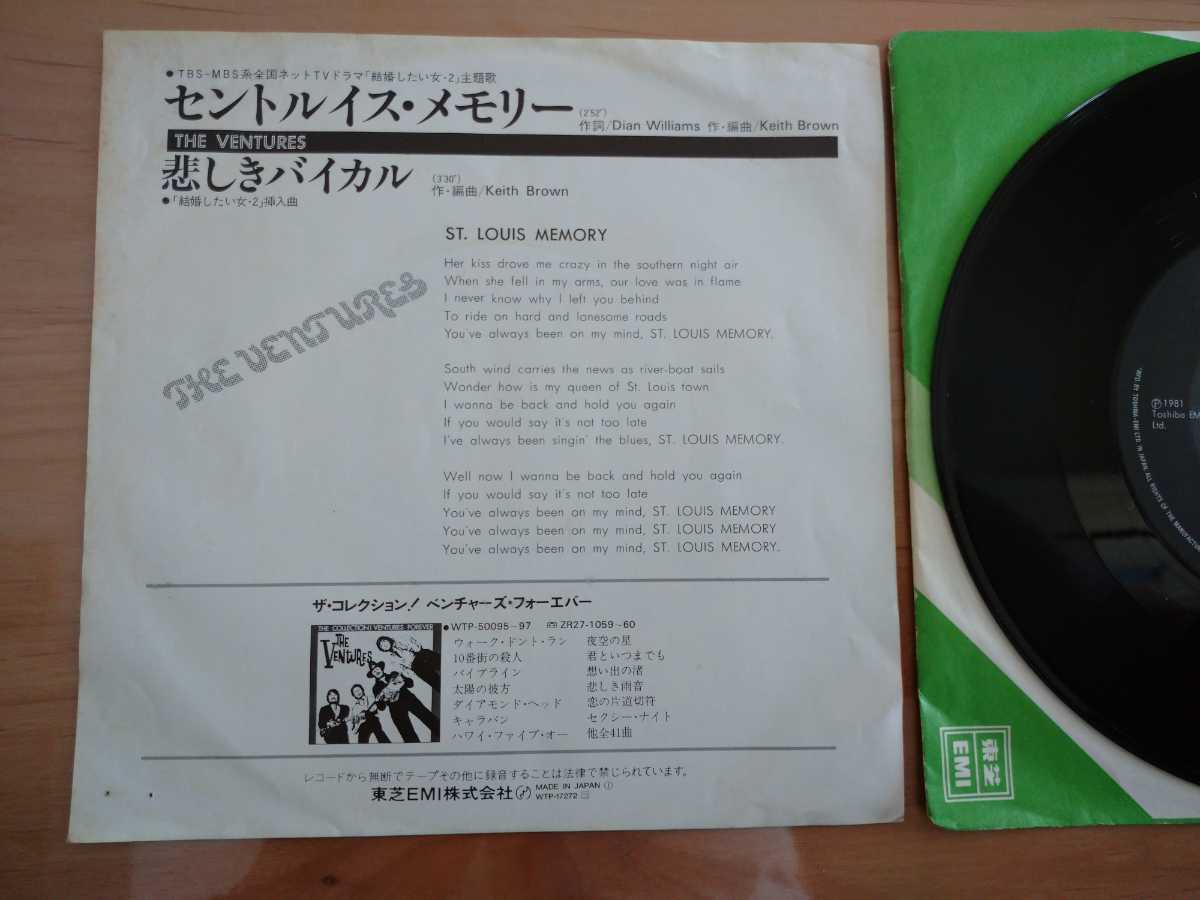 ●TBS-MBS系全国ネットTVドラマ「結婚したい女・2」主題歌
セントルイス・メモリー (2'52")
作詞/Dian Williams 作・編曲/Keith Brown
THE VENTURES
悲しきバイカル (3'30")
作・編曲/Keith Brown
●「結婚したい女・2」挿入曲
THE VENTURES
ST. LOUIS MEMORY
Her kiss drove me crazy in the southern night air
When she fell in my arms, our love was in flame
I never know why I left you behind
To ride on hard and lonesome roads
You've always been on my mind, ST. LOUIS MEMORY.
South wind carries the news as river-boat sails
Wonder how is my queen of St. Louis town
I wanna be back and hold you again
If you would say it's not too late
I've always been singin' the blues, ST. LOUIS MEMORY.
Well now I wanna be back and hold you again
If you would say it's not too late
You've always been on my mind, ST. LOUIS MEMORY
You've always been on my mind, ST. LOUIS MEMORY
You've always been on my mind, ST. LOUIS MEMORY.
ザ・コレクション! ベンチャーズ・フォーエバー
THE COLLECTION! VENTURES FOREVER
THE VENTURES
●WTP-50095~97 ZR27-1059~60
ウォーク・ドント・ラン 夜空の星
10番街の殺人 君といつまでも
パイプライン 想い出の渚
太陽の彼方 悲しき雨音
ダイアモンド・ヘッド 恋の片道切符
キャラバン セクシー・ナイト
ハワイ・ファイブ・オー 他全41曲
レコードから無断でテープその他に録音することは法律で禁じられています。
東芝EMI株式会社 MADE IN JAPAN
WTP-17272
℗1981
Toshiba EM
Ltd.
MF'D. BY TOSHIBA-EMI LTD. IN JAPAN. ALL RIGHTS OF THE MANUFACTUR
東芝
EMI